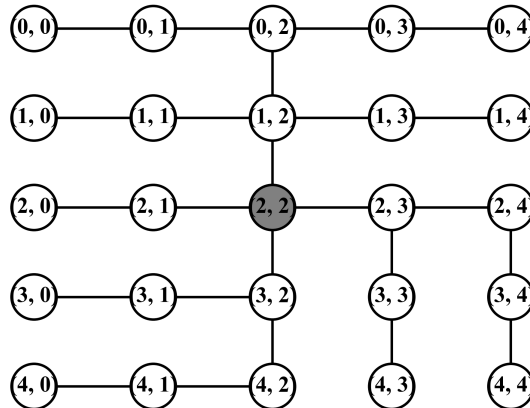 (0, 0) (0, 1) (0, 2) (0, 3) (0, 4)
(1, 0) (1, 1) (1, 2) (1, 3) (1, 4)
(2, 0) (2, 1) (2, 2) (2, 3) (2, 4)
(3, 0) (3, 1) (3, 2) (3, 3) (3, 4)
(4, 0) (4, 1) (4, 2) (4, 3) (4, 4)